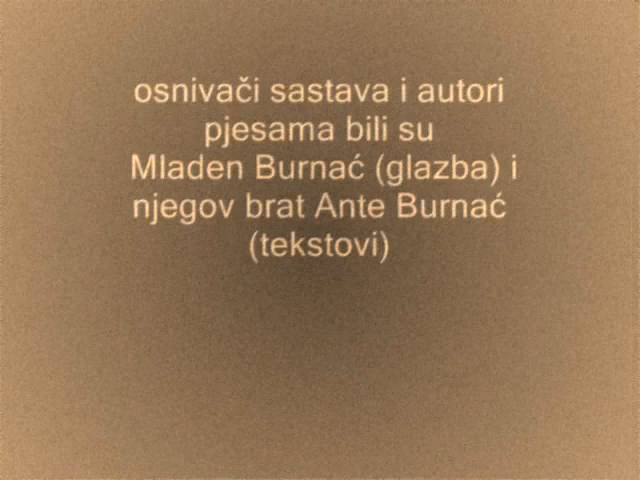 osnivači sastava i autori
pjesama bili su
Mladen Burnać (glazba) i
njegov brat Ante Burnać
(tekstovi)